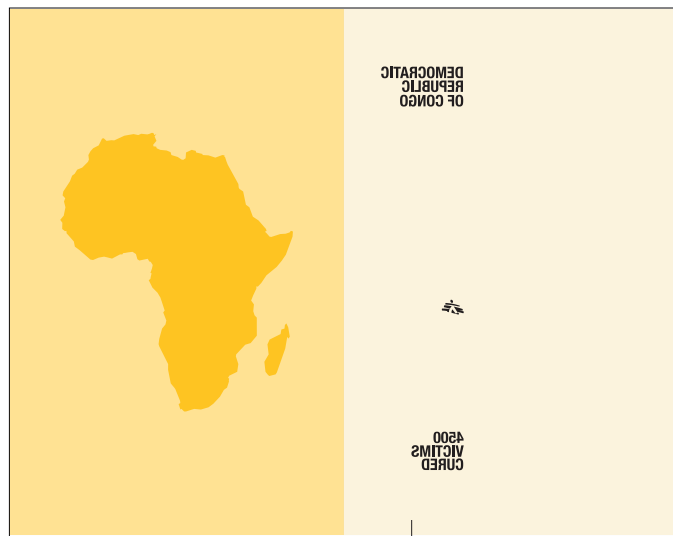 DEMOCRATIC
REPUBLIC
OF CONGO
4500
VICTIMS
CURED